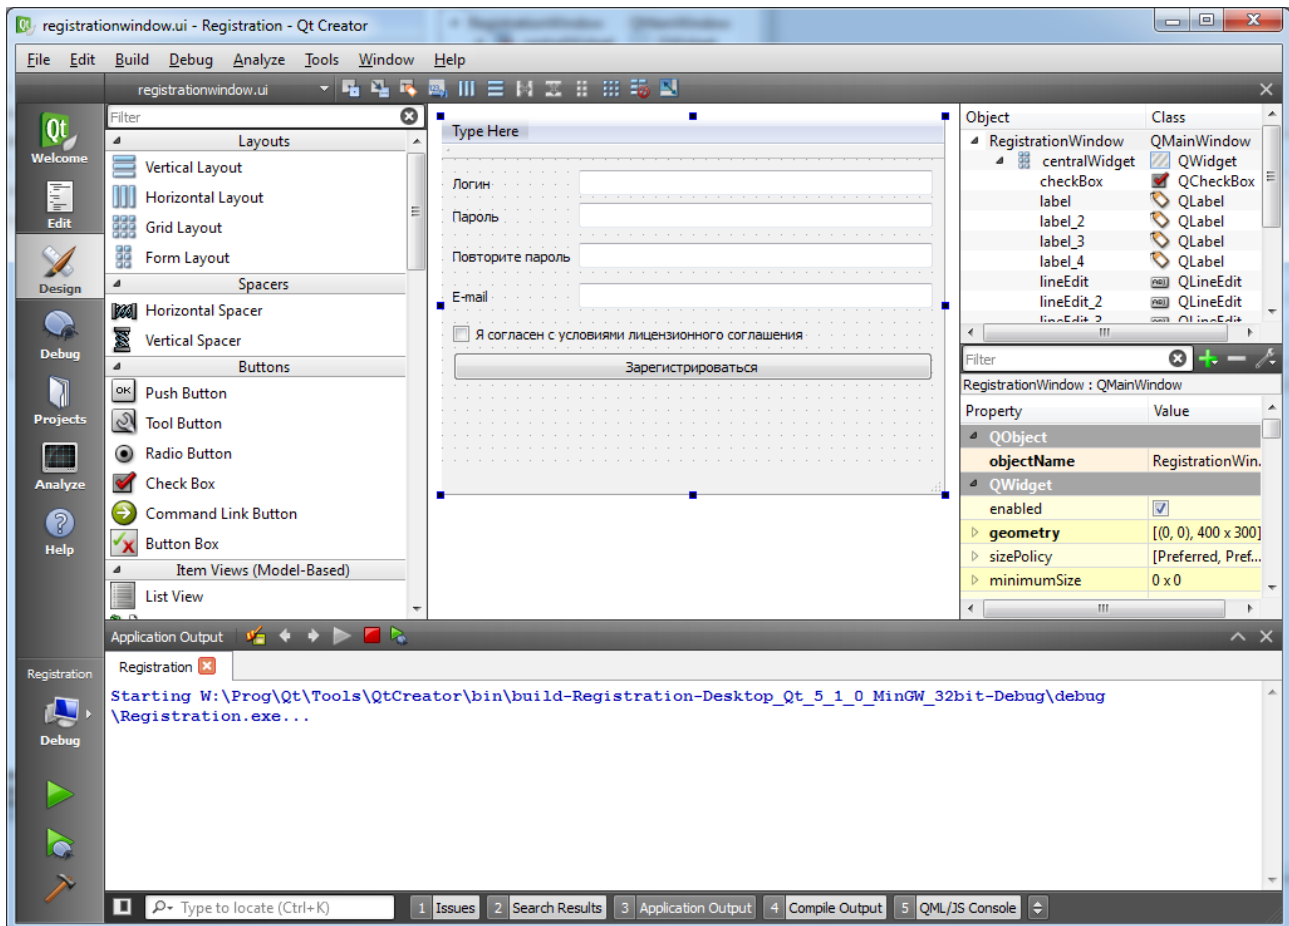 registrationwindow.ui - Registration - Qt Creator
File Edit Build Debug Analyze Tools Window Help
registrationwindow.ui
Welcome
Edit
Design
Debug
Projects
Analyze
Help
Registration
Debug
Filter
Layouts
Vertical Layout
Horizontal Layout
Grid Layout
Form Layout
Spacers
Horizontal Spacer
Vertical Spacer
Buttons
OK Push Button
Tool Button
Radio Button
Check Box
Command Link Button
Button Box
Item Views (Model-Based)
List View
Type Here
Логин
Пароль
Повторите пароль
E-mail
Я согласен с условиями лицензионного соглашения
Зарегистрироваться
Object Class
RegistrationWindow QMainWindow
centralWidget QWidget
checkBox QCheckBox
label QLabel
label_2 QLabel
label_3 QLabel
label_4 QLabel
lineEdit QLineEdit
lineEdit_2 QLineEdit
lineEdit_3 QLineEdit
Filter
RegistrationWindow : QMainWindow
Property Value
QObject
objectName RegistrationWin.
QWidget
enabled
geometry [(0, 0), 400 x 300]
sizePolicy [Preferred, Pref...
minimumSize 0 x 0
Application Output
Registration
Starting W:\Prog\Qt\Tools\QtCreator\bin\build-Registration-Desktop_Qt_5_1_0_MinGW_32bit-Debug\debug
\Registration.exe...
Type to locate (Ctrl+K)
1 Issues 2 Search Results 3 Application Output 4 Compile Output 5 QML/JS Console